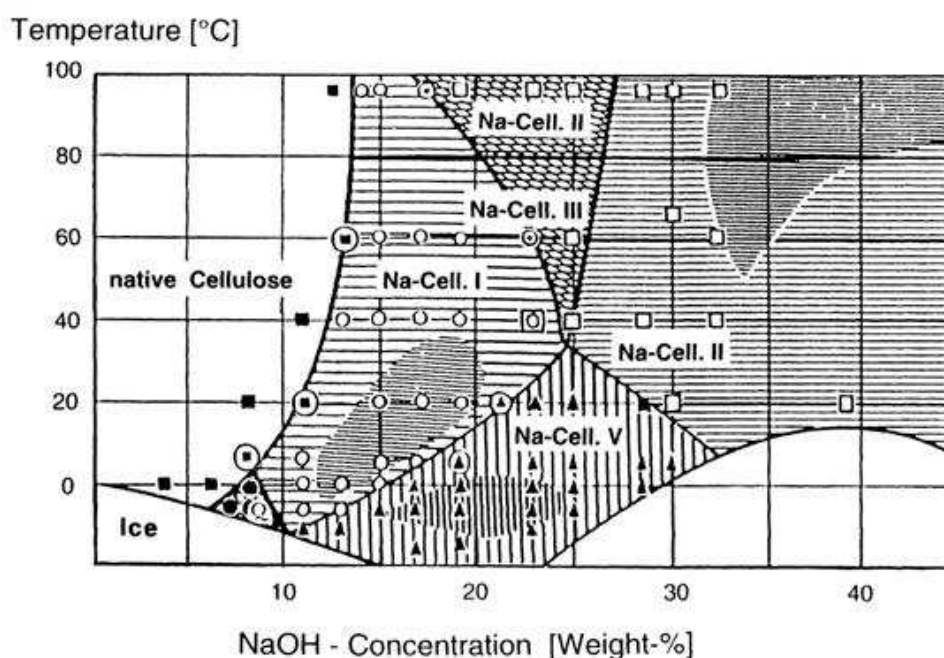 Temperature [°C]
100
80
60
40
20
0
Na-Cell. II
Na-Cell. III
native Cellulose
Na-Cell. I
Na-Cell. II
Na-Cell. V
Ice
10
20
30
40
NaOH - Concentration [Weight-%]